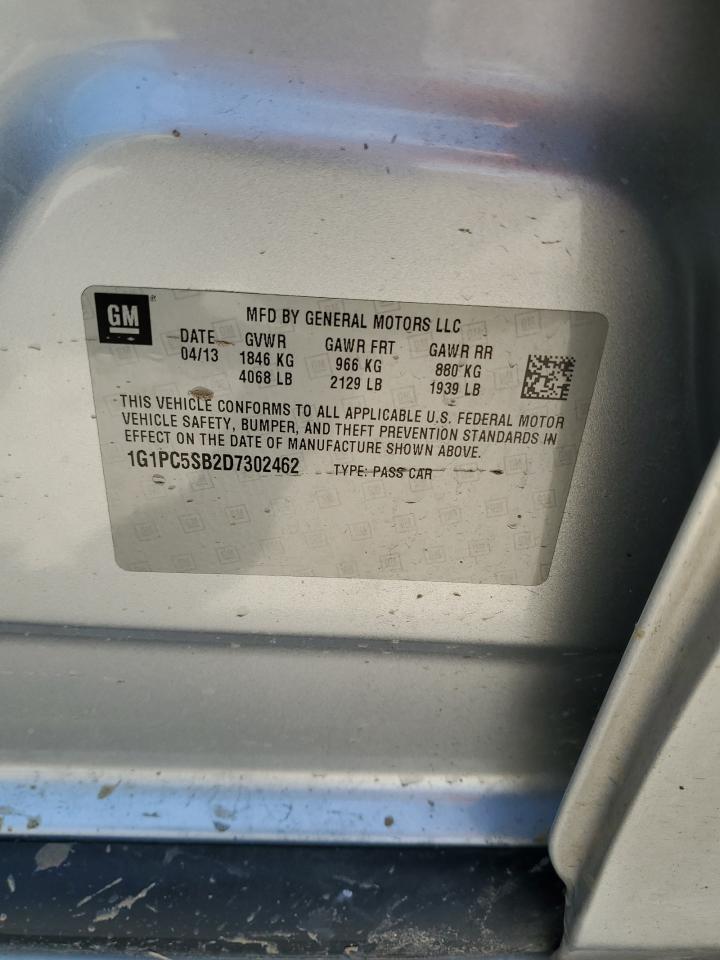 GM
MFD BY GENERAL MOTORS LLC
DATE GVWR GAWR FRT GAWR RR
04/13 1846 KG 966 KG 880 KG
4068 LB 2129 LB 1939 LB
THIS VEHICLE CONFORMS TO ALL APPLICABLE U.S. FEDERAL MOTOR
VEHICLE SAFETY, BUMPER, AND THEFT PREVENTION STANDARDS IN
EFFECT ON THE DATE OF MANUFACTURE SHOWN ABOVE.
1G1PC5SB2D7302462 TYPE: PASS CAR